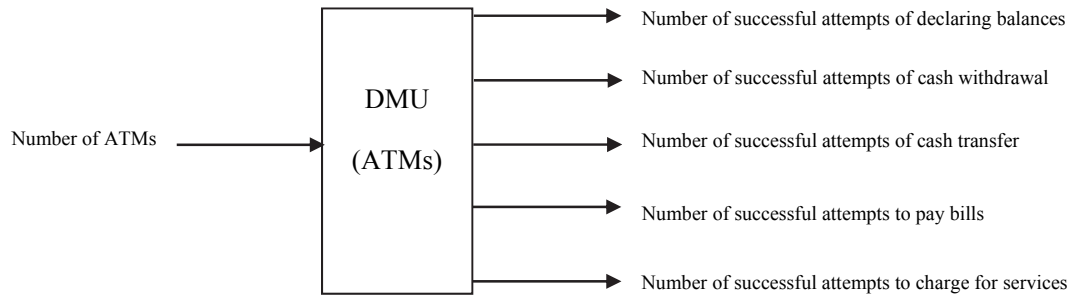 Number of ATMs
DMU
(ATMs)
Number of successful attempts of declaring balances
Number of successful attempts of cash withdrawal
Number of successful attempts of cash transfer
Number of successful attempts to pay bills
Number of successful attempts to charge for services